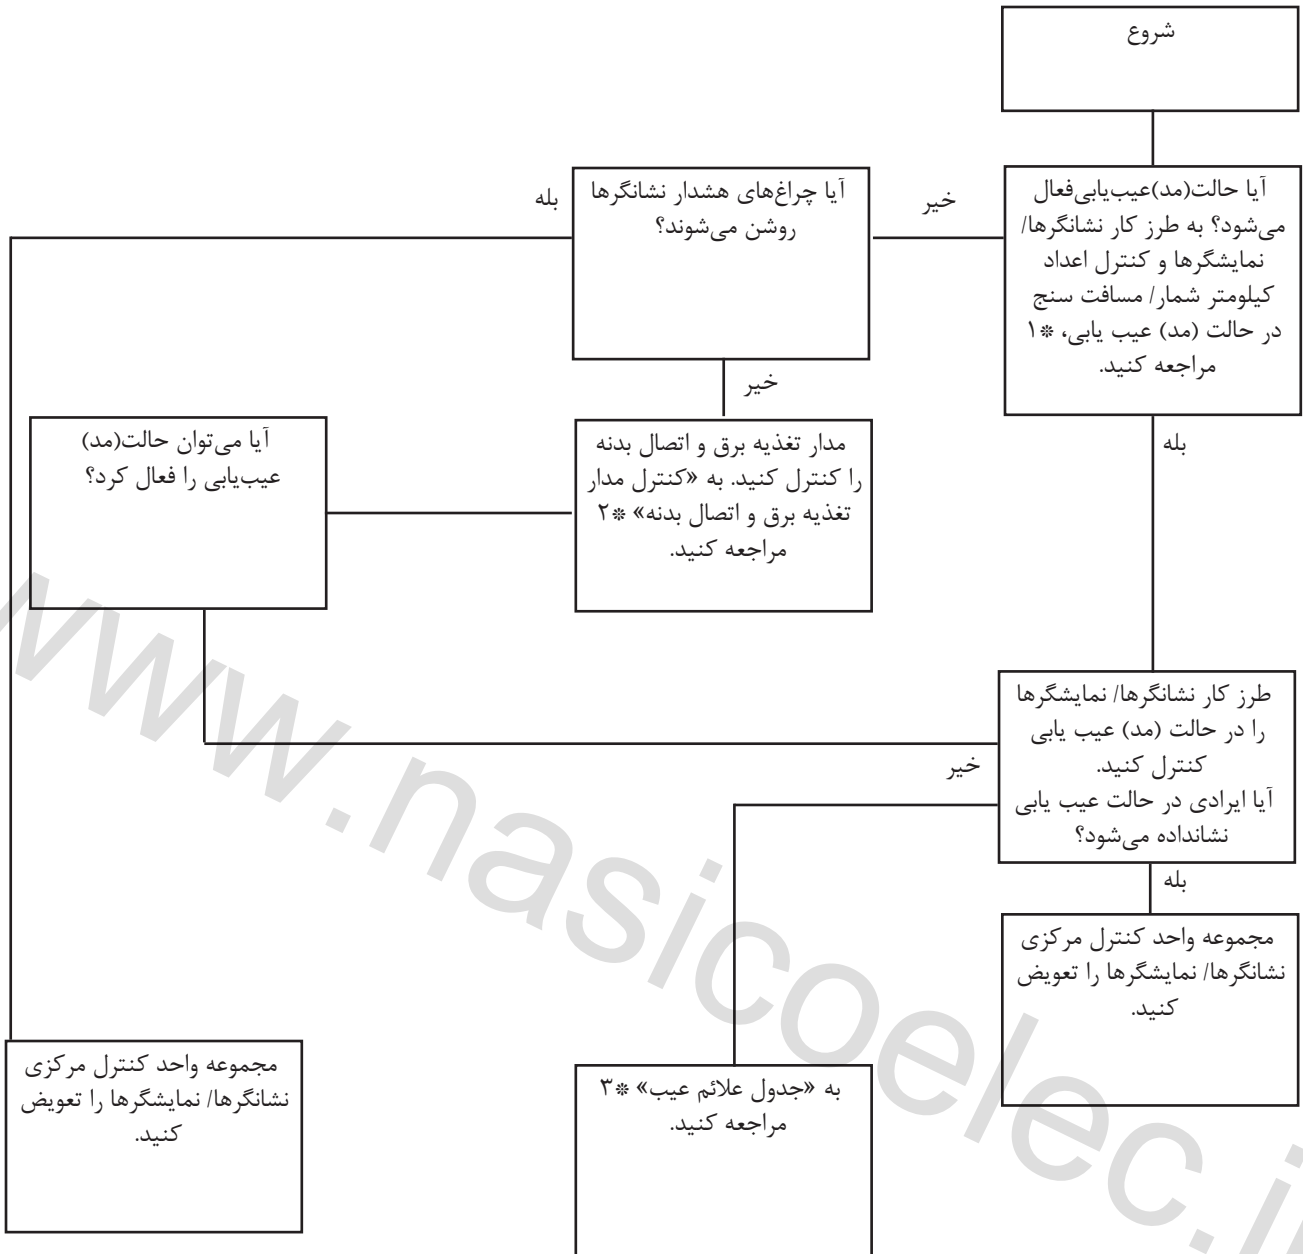 شروع
آیا حالت(مد)عیب‌یابی‌فعال
می‌شود؟ به طرز کار نشانگرها/
نمایشگرها و کنترل اعداد
کیلومتر شمار/ مسافت سنج
در حالت (مد) عیب یابی، *۱
مراجعه کنید.
خیر
آیا چراغ‌های هشدار نشانگرها
روشن می‌شوند؟
بله
خیر
بله
مدار تغذیه برق و اتصال بدنه
را کنترل کنید. به «کنترل مدار
تغذیه برق و اتصال بدنه» *۲
مراجعه کنید.
آیا می‌توان حالت(مد)
عیب‌یابی را فعال کرد؟
طرز کار نشانگرها/ نمایشگرها
را در حالت (مد) عیب یابی
کنترل کنید.
آیا ایرادی در حالت عیب یابی
نشانداده می‌شود؟
خیر
بله
مجموعه واحد کنترل مرکزی
نشانگرها/ نمایشگرها را تعویض
کنید.
به «جدول علائم عیب» *۳
مراجعه کنید.
مجموعه واحد کنترل مرکزی
نشانگرها/ نمایشگرها را تعویض
کنید.
www.nasicoelec.ir